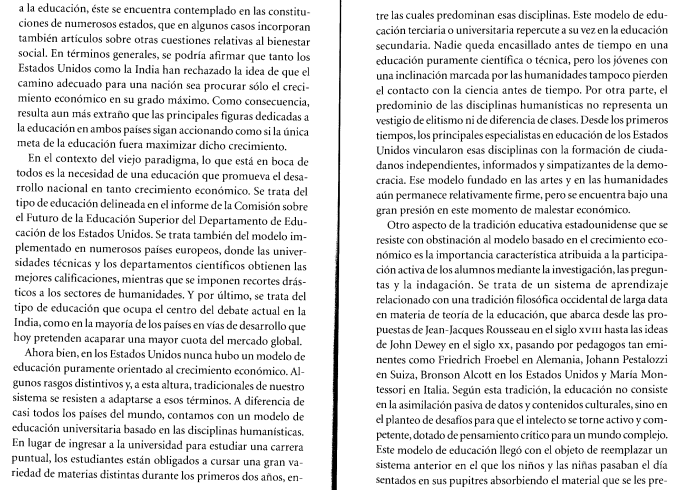 a la educación, éste se encuentra contemplado en las constitu-
ciones de numerosos estados, que en algunos casos incorporan
también artículos sobre otras cuestiones relativas al bienestar
social. En términos generales, se podría afirmar que tanto los
Estados Unidos como la India han rechazado la idea de que el
camino adecuado para una nación sea procurar sólo el creci-
miento económico en su grado máximo. Como consecuencia,
resulta aun más extraño que las principales figuras dedicadas a
la educación en ambos países sigan accionando como si la única
meta de la educación fuera maximizar dicho crecimiento.
En el contexto del viejo paradigma, lo que está en boca de
todos es la necesidad de una educación que promueva el desa-
rrollo nacional en tanto crecimiento económico. Se trata del
tipo de educación delineada en el informe de la Comisión sobre
el Futuro de la Educación Superior del Departamento de Edu-
cación de los Estados Unidos. Se trata también del modelo im-
plementado en numerosos países europeos, donde las univer-
sidades técnicas y los departamentos científicos obtienen las
mejores calificaciones, mientras que se imponen recortes drás-
ticos a los sectores de humanidades. Y por último, se trata del
tipo de educación que ocupa el centro del debate actual en la
India, como en la mayoría de los países en vías de desarrollo que
hoy pretenden acaparar una mayor cuota del mercado global.
Ahora bien, en los Estados Unidos nunca hubo un modelo de
educación puramente orientado al crecimiento económico. Al-
gunos rasgos distintivos y, a esta altura, tradicionales de nuestro
sistema se resisten a adaptarse a esos términos. A diferencia de
casi todos los países del mundo, contamos con un modelo de
educación universitaria basado en las disciplinas humanísticas.
En lugar de ingresar a la universidad para estudiar una carrera
puntual, los estudiantes están obligados a cursar una gran va-
riedad de materias distintas durante los primeros dos años, en-
tre las cuales predominan esas disciplinas. Este modelo de edu-
cación terciaria o universitaria repercute a su vez en la educación
secundaria. Nadie queda encasillado antes de tiempo en una
educación puramente científica o técnica, pero los jóvenes con
una inclinación marcada por las humanidades tampoco pierden
el contacto con la ciencia antes de tiempo. Por otra parte, el
predominio de las disciplinas humanísticas no representa un
vestigio de elitismo ni de diferencia de clases. Desde los primeros
tiempos, los principales especialistas en educación de los Estados
Unidos vincularon esas disciplinas con la formación de ciuda-
danos independientes, informados y simpatizantes de la demo-
cracia. Ese modelo fundado en las artes y en las humanidades
aún permanece relativamente firme, pero se encuentra bajo una
gran presión en este momento de malestar económico.
Otro aspecto de la tradición educativa estadounidense que se
resiste con obstinación al modelo basado en el crecimiento eco-
nómico es la importancia característica atribuida a la participa-
ción activa de los alumnos mediante la investigación, las pregun-
tas y la indagación. Se trata de un sistema de aprendizaje
relacionado con una tradición filosófica occidental de larga data
en materia de teoría de la educación, que abarca desde las pro-
puestas de Jean-Jacques Rousseau en el siglo XVIII hasta las ideas
de John Dewey en el siglo XX, pasando por pedagogos tan emi-
nentes como Friedrich Froebel en Alemania, Johann Pestalozzi
en Suiza, Bronson Alcott en los Estados Unidos y María Mon-
tessori en Italia. Según esta tradición, la educación no consiste
en la asimilación pasiva de datos y contenidos culturales, sino en
el planteo de desafíos para que el intelecto se torne activo y com-
petente, dotado de pensamiento crítico para un mundo complejo.
Este modelo de educación llegó con el objeto de reemplazar un
sistema anterior en el que los niños y las niñas pasaban el día
sentados en sus pupitres absorbiendo el material que se les pre-